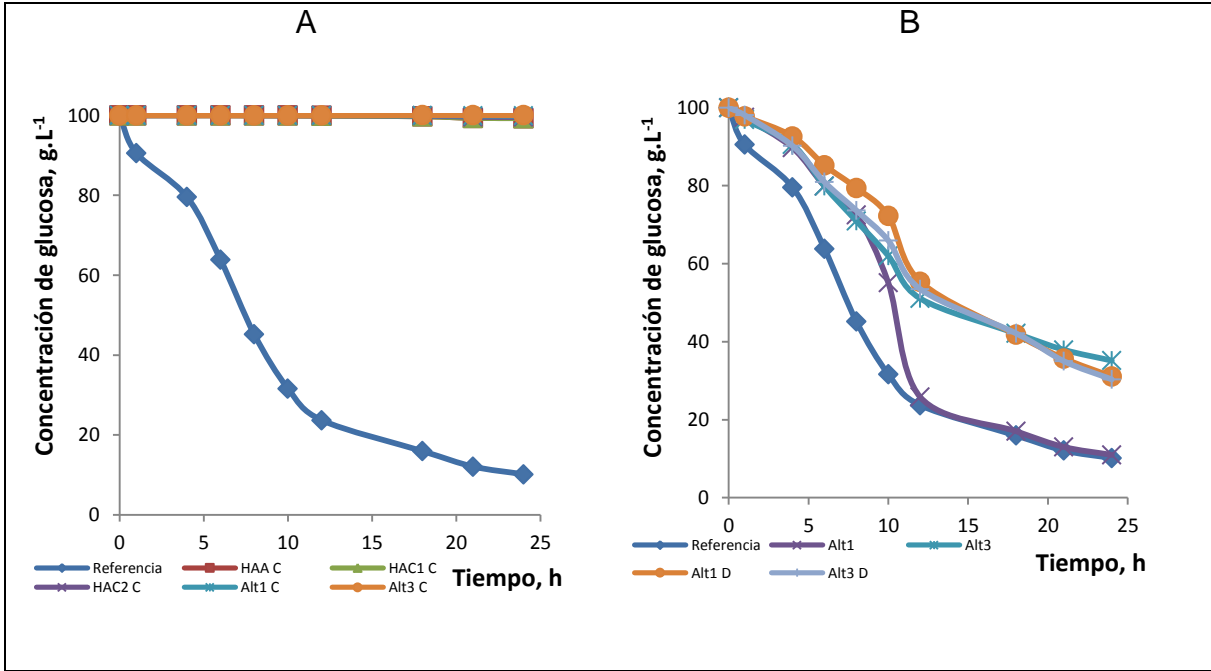 A
Concentración de glucosa, g.L-1
100
80
60
40
20
0
0 5 10 15 20 25
Tiempo, h
Referencia HAA C HAC1 C
HAC2 C Alt1 C Alt3 C
B
Concentración de glucosa, g.L-1
100
80
60
40
20
0
0 5 10 15 20 25
Tiempo, h
Referencia Alt1 Alt3
Alt1 D Alt3 D